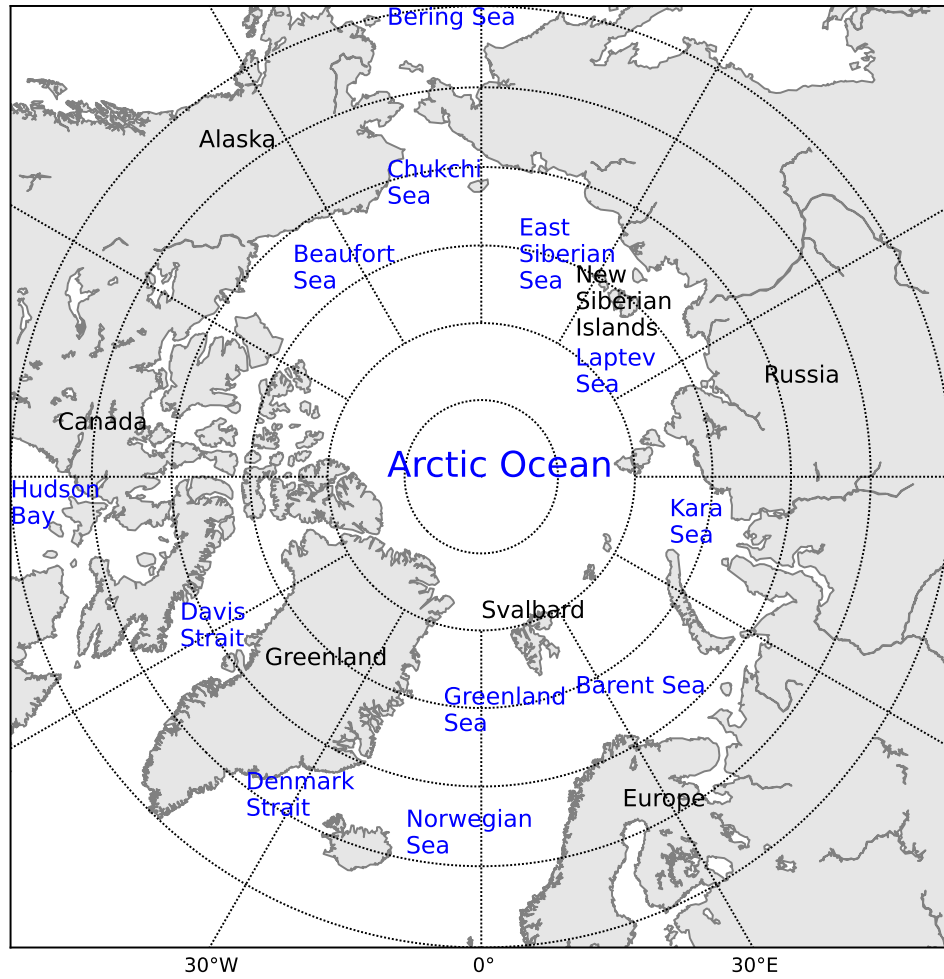 Bering Sea
Alaska
Chukchi
Sea
East
Siberian
Sea
Beaufort
Sea
New
Siberian
Islands
Laptev
Sea
Russia
Canada
Arctic Ocean
Hudson
Bay
Kara
Sea
Davis
Strait
Svalbard
Greenland
Barent Sea
Greenland
Sea
Denmark
Strait
Europe
Norwegian
Sea
30°W
0°
30°E